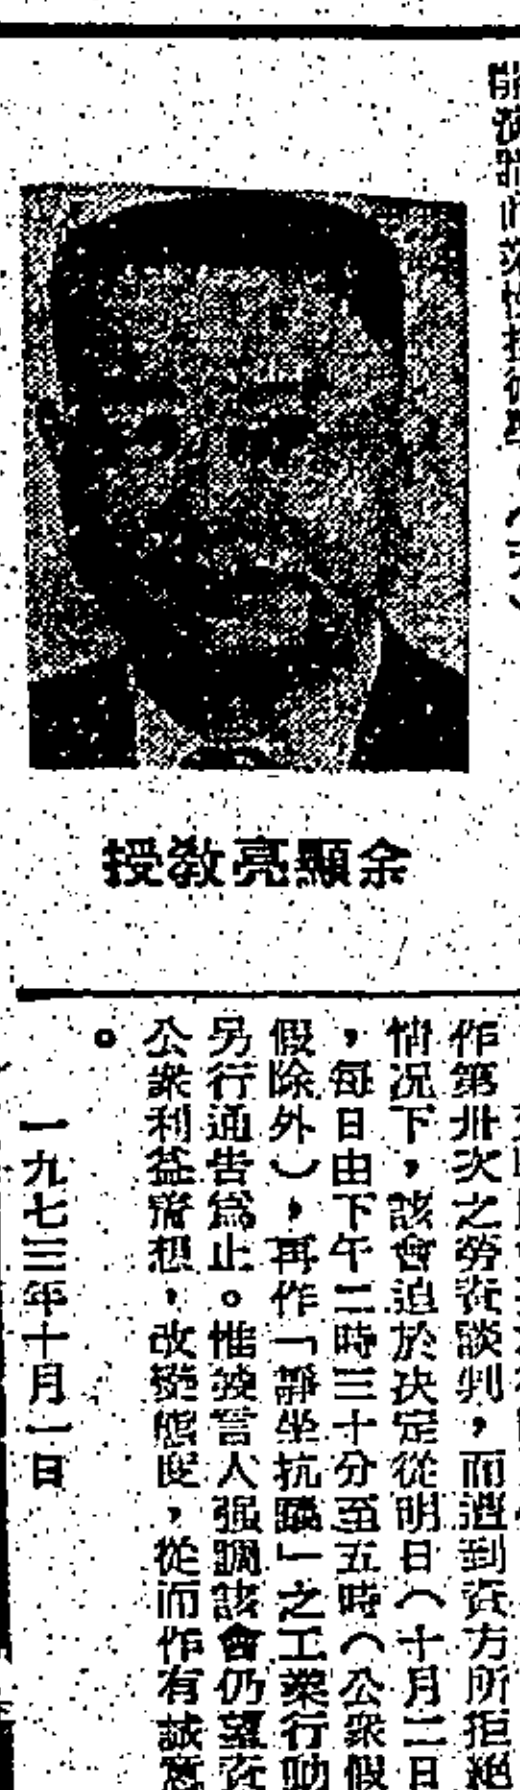 余顯亮教授
作第卅次之勞資談判，而遭到資方所拒絕
情况下，該會迫於决定從明日（十月二日
，每日由下午二時三十分至五時（公衆假
假除外），再作「靜坐抗議」之工業行動
另行通告爲止。惟發言人强調該會仍望資
公衆利益着想，改變態度，從而作有誠意
。
一九七三年十月一日